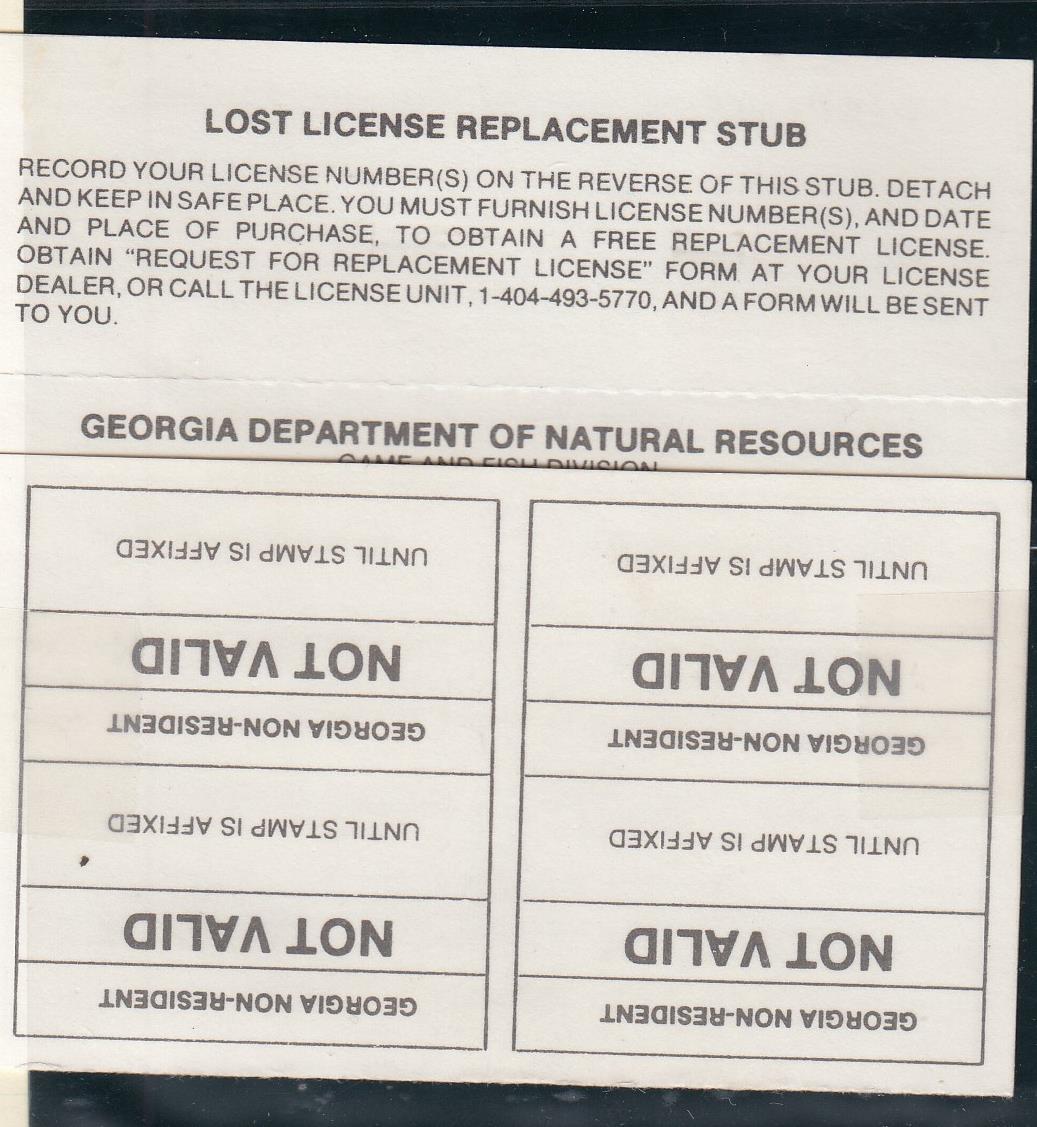 LOST LICENSE REPLACEMENT STUB
RECORD YOUR LICENSE NUMBER(S) ON THE REVERSE OF THIS STUB. DETACH
AND KEEP IN SAFE PLACE. YOU MUST FURNISH LICENSE NUMBER(S), AND DATE
AND PLACE OF PURCHASE, TO OBTAIN A FREE REPLACEMENT LICENSE.
OBTAIN "REQUEST FOR REPLACEMENT LICENSE" FORM AT YOUR LICENSE
DEALER, OR CALL THE LICENSE UNIT, 1-404-493-5770, AND A FORM WILL BE SENT
TO YOU.
GEORGIA DEPARTMENT OF NATURAL RESOURCES
GAME AND FISH DIVISION
GEORGIA NON-RESIDENT
NOT VALID
UNTIL STAMP IS AFFIXED
GEORGIA NON-RESIDENT
NOT VALID
UNTIL STAMP IS AFFIXED
GEORGIA NON-RESIDENT
NOT VALID
UNTIL STAMP IS AFFIXED
GEORGIA NON-RESIDENT
NOT VALID
UNTIL STAMP IS AFFIXED